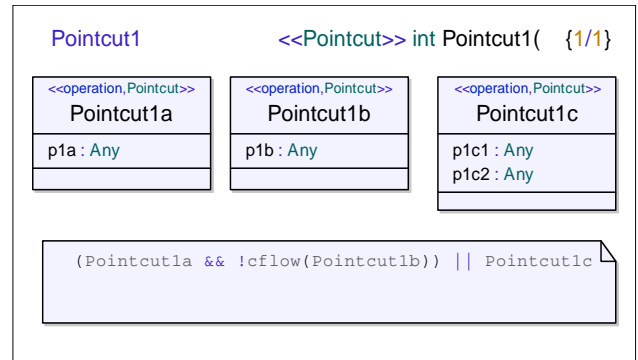 Pointcut1
<<Pointcut>> int Pointcut1( {1/1}
<<operation,Pointcut>>
Pointcut1a
p1a : Any
<<operation,Pointcut>>
Pointcut1b
p1b : Any
<<operation,Pointcut>>
Pointcut1c
p1c1 : Any
p1c2 : Any
(Pointcut1a && !cflow(Pointcut1b)) || Pointcut1c